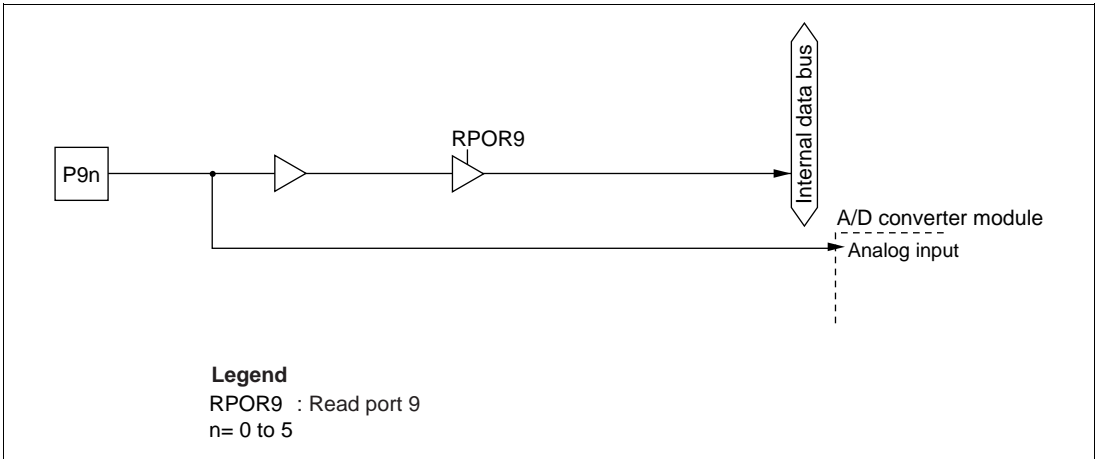 RPOR9
P9n
Internal data bus
A/D converter module
Analog input
Legend
RPOR9 : Read port 9
n= 0 to 5